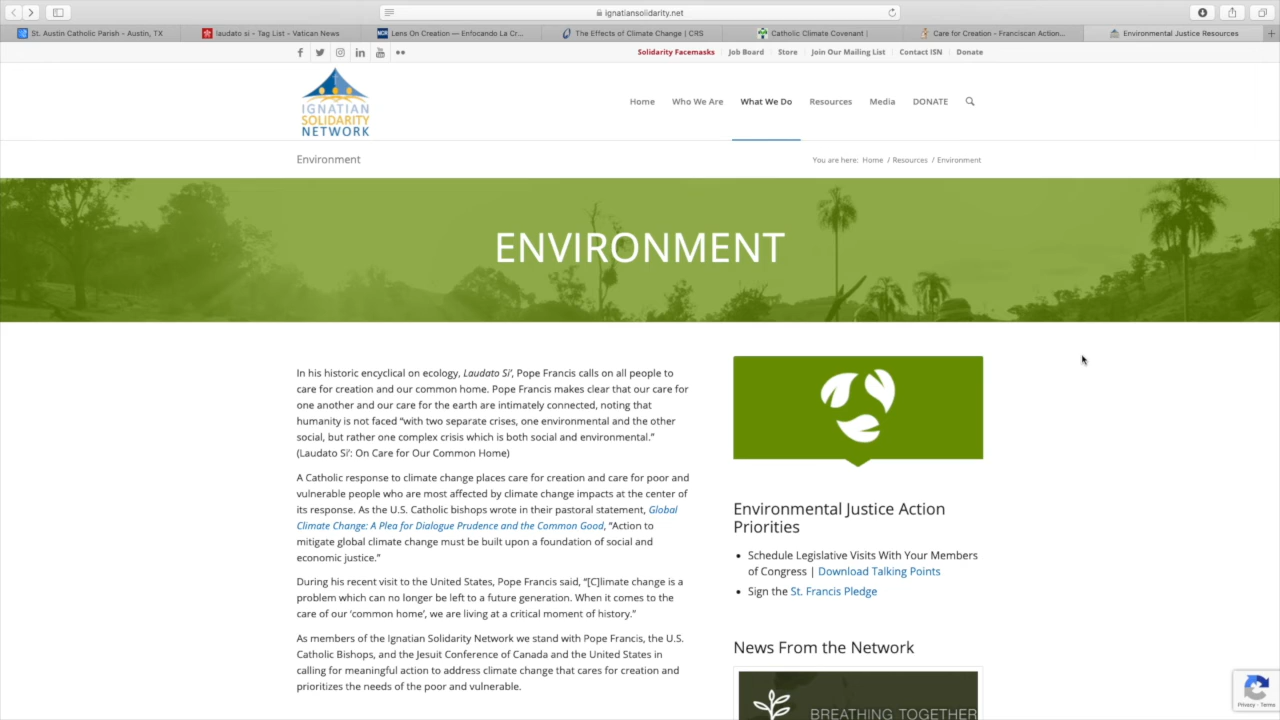 ignatiansolidarity.net
St. Austin Catholic Parish - Austin, TX
laudato si - Tag List - Vatican News
NCR Lens On Creation — Enfocando La Cr...
The Effects of Climate Change | CRS
Catholic Climate Covenant |
Care for Creation - Franciscan Action...
Environmental Justice Resources
Solidarity Facemasks
Job Board
Store
Join Our Mailing List
Contact ISN
Donate
IGNATIAN
SOLIDARITY
NETWORK
Home
Who We Are
What We Do
Resources
Media
DONATE
Environment
You are here: Home / Resources / Environment
ENVIRONMENT
In his historic encyclical on ecology, Laudato Si’, Pope Francis calls on all people to
care for creation and our common home. Pope Francis makes clear that our care for
one another and our care for the earth are intimately connected, noting that
humanity is not faced “with two separate crises, one environmental and the other
social, but rather one complex crisis which is both social and environmental.”
(Laudato Si’: On Care for Our Common Home)
A Catholic response to climate change places care for creation and care for poor and
vulnerable people who are most affected by climate change impacts at the center of
its response. As the U.S. Catholic bishops wrote in their pastoral statement, Global
Climate Change: A Plea for Dialogue Prudence and the Common Good, “Action to
mitigate global climate change must be built upon a foundation of social and
economic justice.”
During his recent visit to the United States, Pope Francis said, “[C]limate change is a
problem which can no longer be left to a future generation. When it comes to the
care of our ‘common home’, we are living at a critical moment of history.”
As members of the Ignatian Solidarity Network we stand with Pope Francis, the U.S.
Catholic Bishops, and the Jesuit Conference of Canada and the United States in
calling for meaningful action to address climate change that cares for creation and
prioritizes the needs of the poor and vulnerable.
Environmental Justice Action
Priorities
• Schedule Legislative Visits With Your Members
of Congress | Download Talking Points
• Sign the St. Francis Pledge
News From the Network
BREATHING TOGETHER
Privacy - Terms